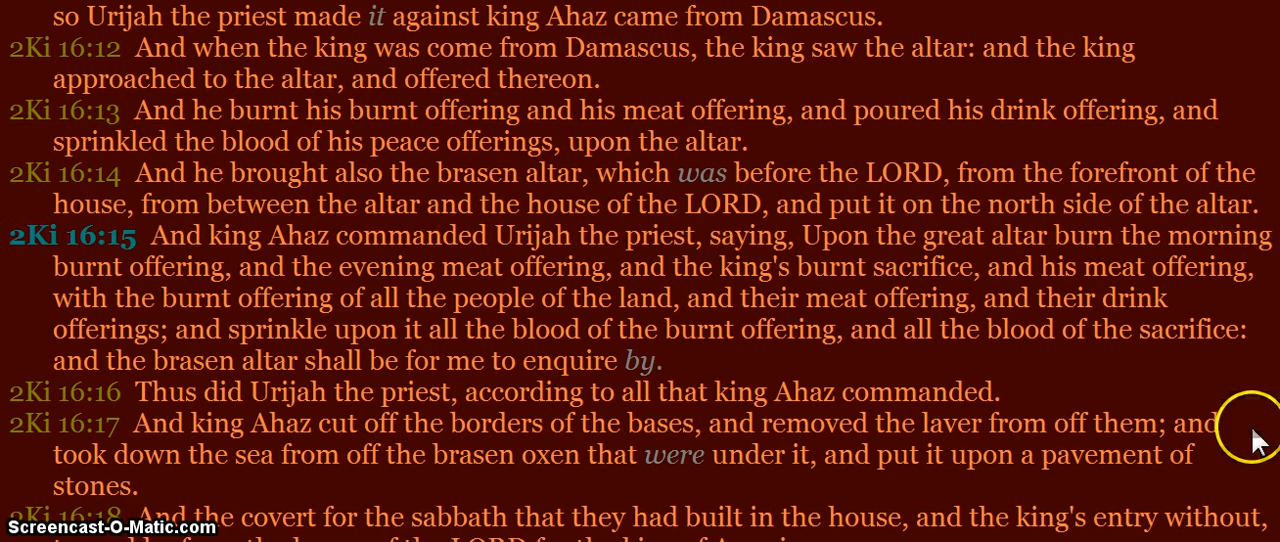 so Urijah the priest made it against king Ahaz came from Damascus.
2Ki 16:12 And when the king was come from Damascus, the king saw the altar: and the king
approached to the altar, and offered thereon.
2Ki 16:13 And he burnt his burnt offering and his meat offering, and poured his drink offering, and
sprinkled the blood of his peace offerings, upon the altar.
2Ki 16:14 And he brought also the brasen altar, which was before the LORD, from the forefront of the
house, from between the altar and the house of the LORD, and put it on the north side of the altar.
2Ki 16:15 And king Ahaz commanded Urijah the priest, saying, Upon the great altar burn the morning
burnt offering, and the evening meat offering, and the king's burnt sacrifice, and his meat offering,
with the burnt offering of all the people of the land, and their meat offering, and their drink
offerings; and sprinkle upon it all the blood of the burnt offering, and all the blood of the sacrifice:
and the brasen altar shall be for me to enquire by.
2Ki 16:16 Thus did Urijah the priest, according to all that king Ahaz commanded.
2Ki 16:17 And king Ahaz cut off the borders of the bases, and removed the laver from off them; and
took down the sea from off the brasen oxen that were under it, and put it upon a pavement of
stones.
2Ki 16:18 And the covert for the sabbath that they had built in the house, and the king's entry without,
Screencast-O-Matic.com